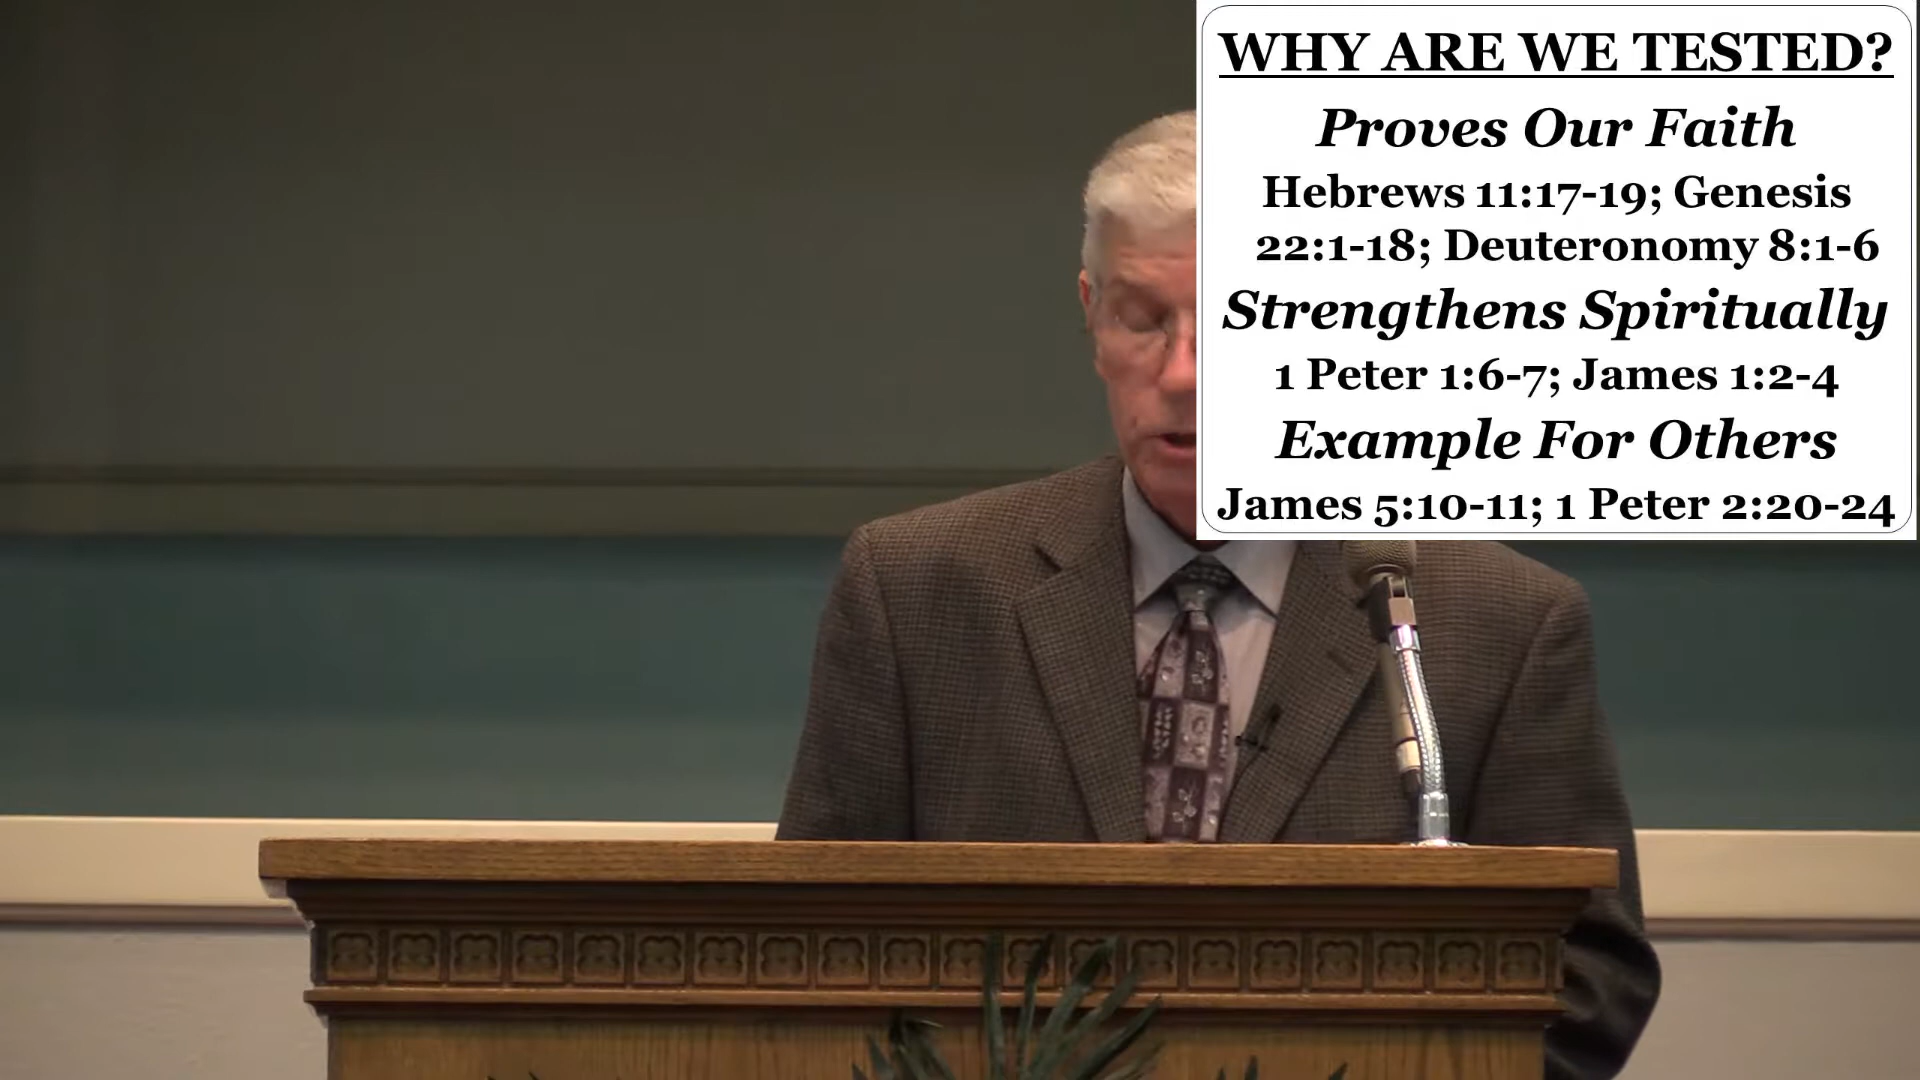 WHY ARE WE TESTED?
Proves Our Faith
Hebrews 11:17-19; Genesis
22:1-18; Deuteronomy 8:1-6
Strengthens Spiritually
1 Peter 1:6-7; James 1:2-4
Example For Others
James 5:10-11; 1 Peter 2:20-24